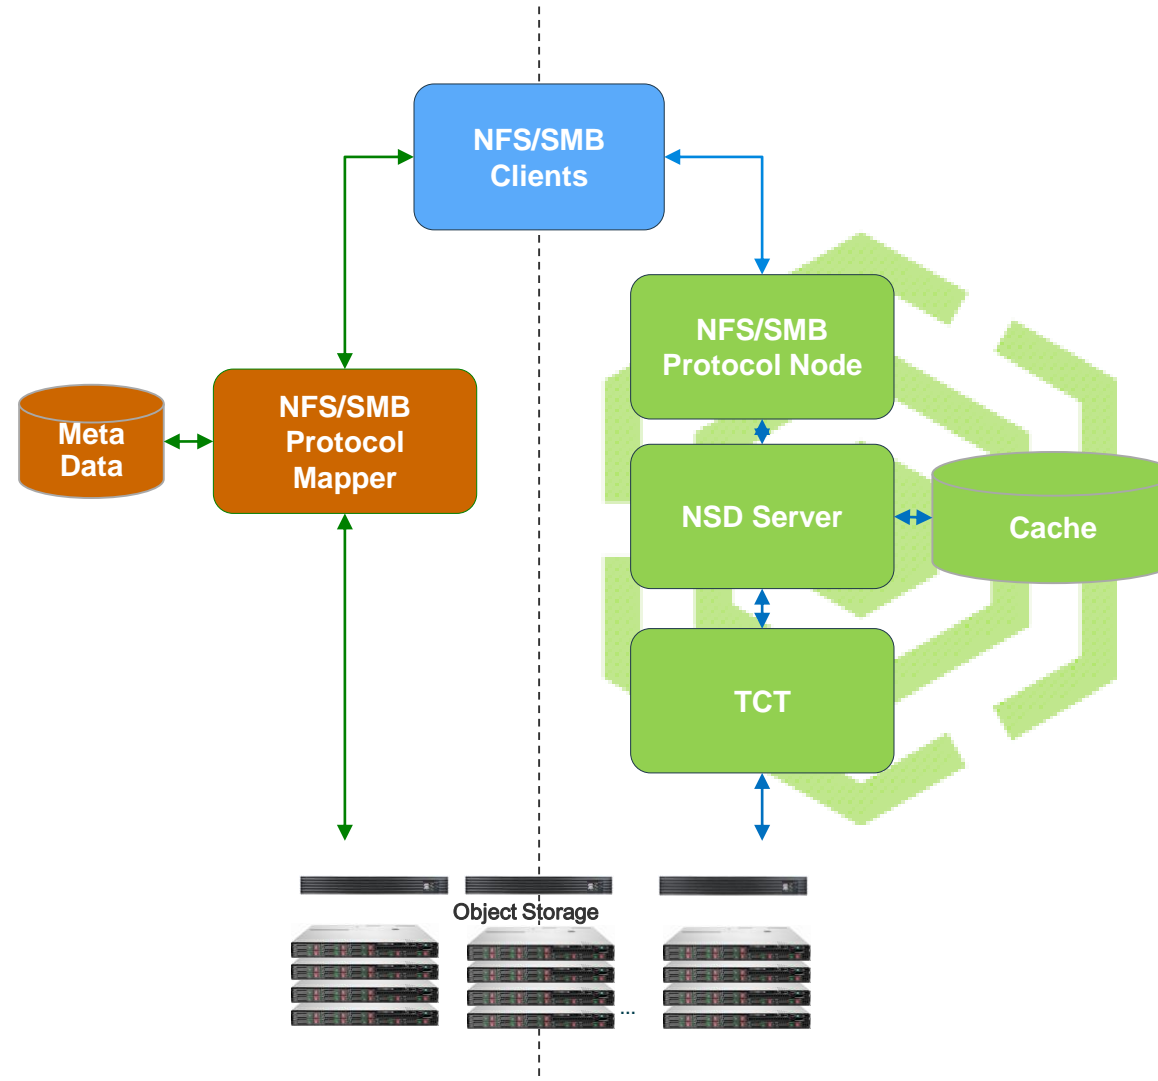 NFS/SMB
Clients
NFS/SMB
Protocol Node
NFS/SMB
Protocol
Mapper
Meta
Data
NSD Server
Cache
TCT
Object Storage
...